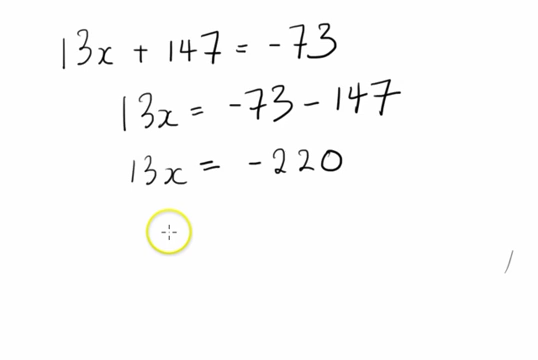 13x + 147 = -73
13x = -73 - 147
13x = -220
/